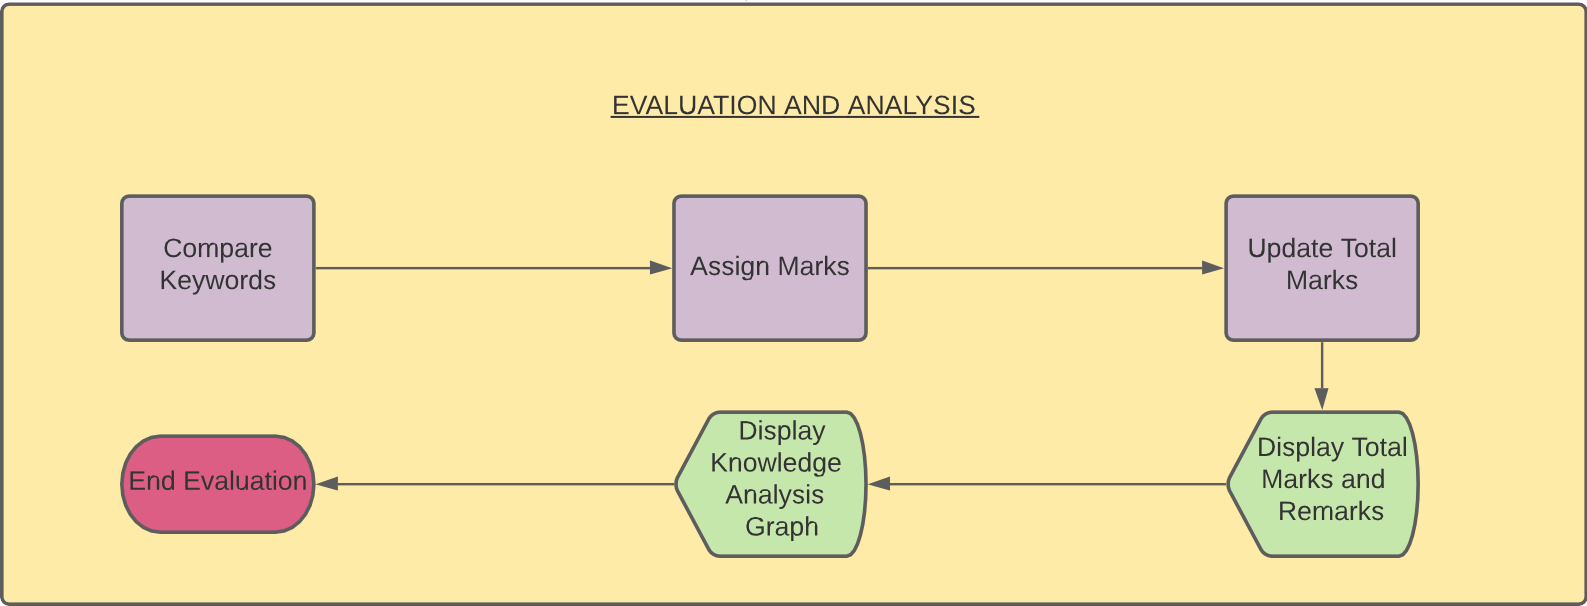 EVALUATION AND ANALYSIS
Compare
Keywords
Assign Marks
Update Total
Marks
Display Total
Marks and
Remarks
Display
Knowledge
Analysis
Graph
End Evaluation